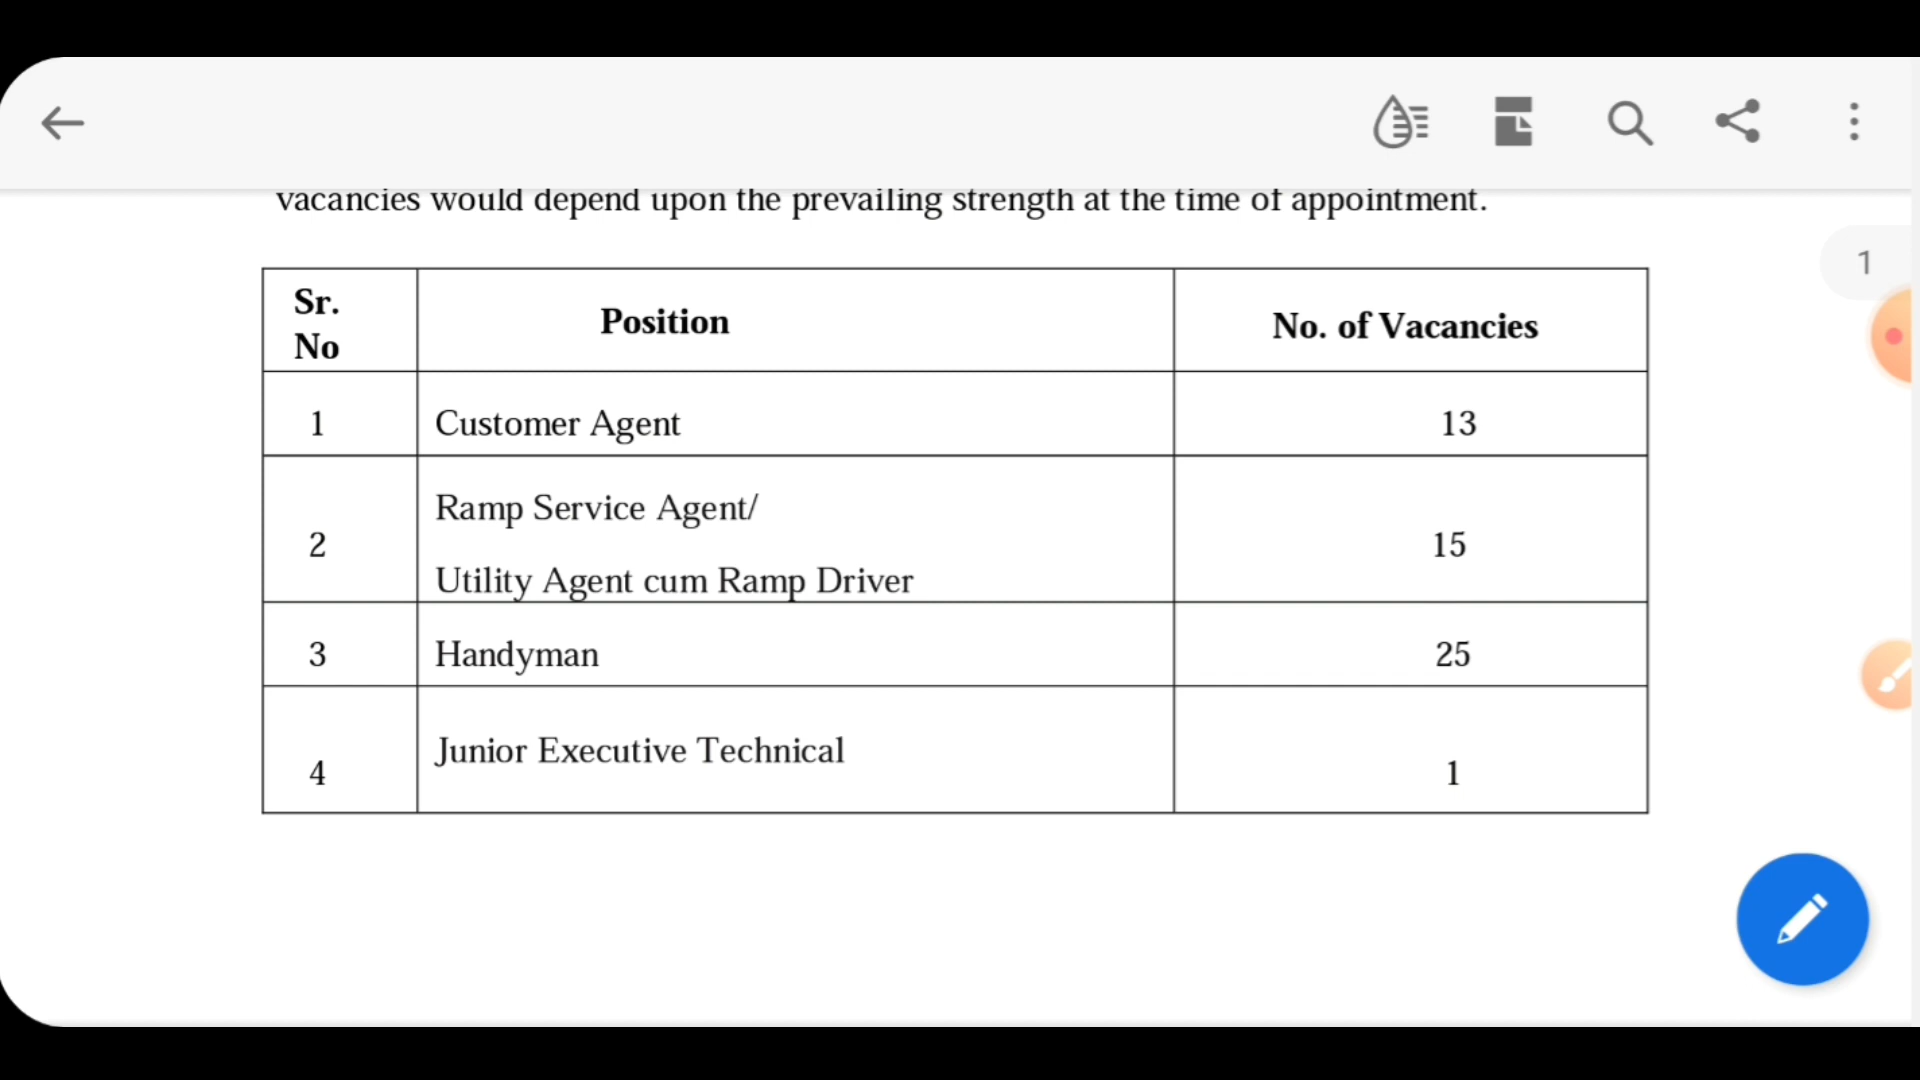 vacancies would depend upon the prevailing strength at the time of appointment.
1
Sr.
No
Position
No. of Vacancies
1
Customer Agent
13
2
Ramp Service Agent/
Utility Agent cum Ramp Driver
15
3
Handyman
25
4
Junior Executive Technical
1